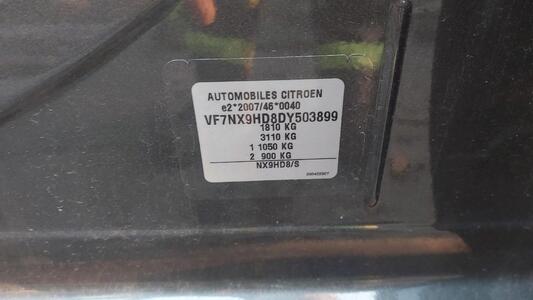 AUTOMOBILES CITROEN
e2*2007/46*0040
VF7NX9HD8DY503899
1810 KG
3110 KG
1 1050 KG
2 900 KG
NX9HD8/S